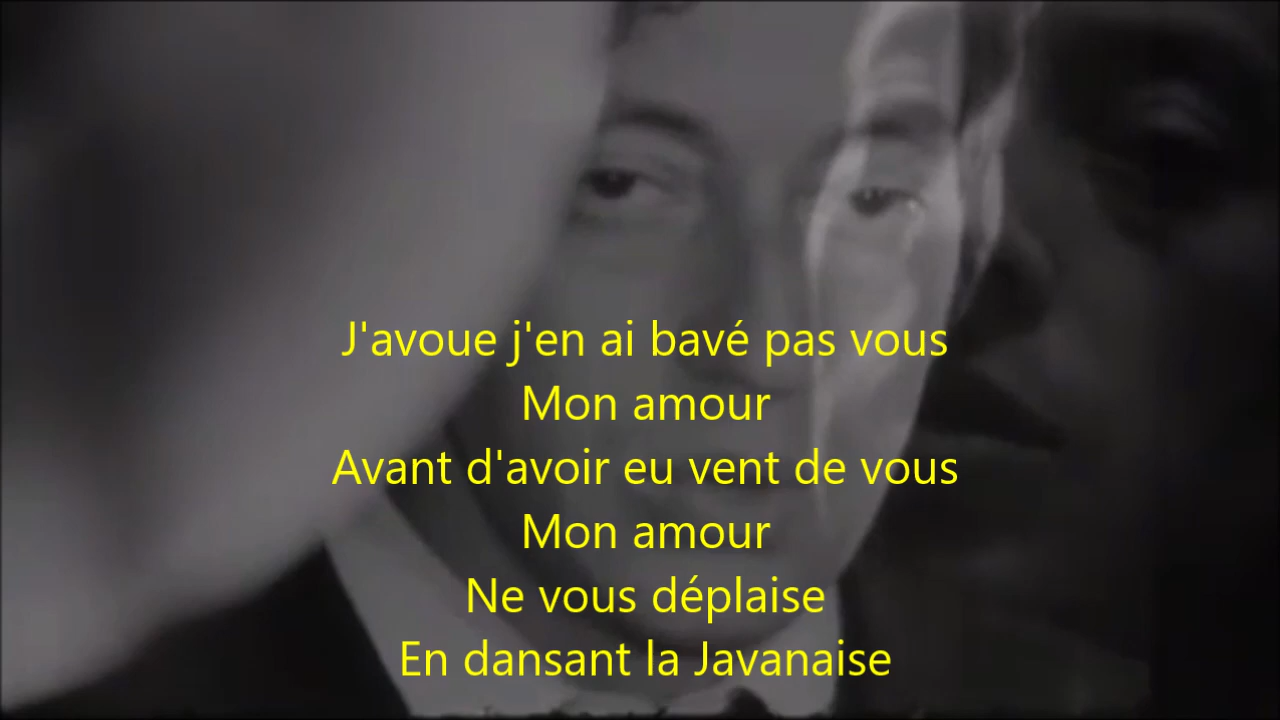 J'avoue j'en ai bavé pas vous
Mon amour
Avant d'avoir eu vent de vous
Mon amour
Ne vous déplaise
En dansant la Javanaise